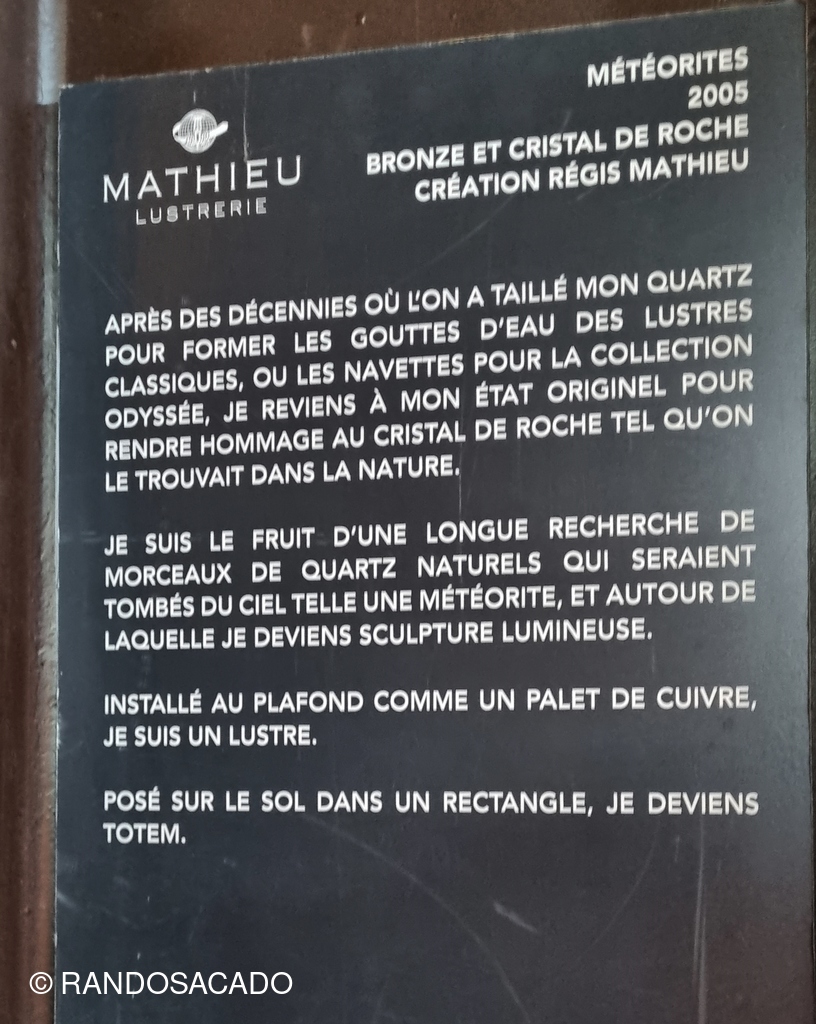 MATHIEU
LUSTRERIE
MÉTÉORITES
2005
BRONZE ET CRISTAL DE ROCHE
CRÉATION RÉGIS MATHIEU
APRÈS DES DÉCENNIES OÙ L'ON A TAILLÉ MON QUARTZ
POUR FORMER LES GOUTTES D'EAU DES LUSTRES
CLASSIQUES, OU LES NAVETTES POUR LA COLLECTION
ODYSSÉE, JE REVIENS À MON ÉTAT ORIGINEL POUR
RENDRE HOMMAGE AU CRISTAL DE ROCHE TEL QU'ON
LE TROUVAIT DANS LA NATURE.
JE SUIS LE FRUIT D'UNE LONGUE RECHERCHE DE
MORCEAUX DE QUARTZ NATURELS QUI SERAIENT
TOMBÉS DU CIEL TELLE UNE MÉTÉORITE, ET AUTOUR DE
LAQUELLE JE DEVIENS SCULPTURE LUMINEUSE.
INSTALLÉ AU PLAFOND COMME UN PALET DE CUIVRE,
JE SUIS UN LUSTRE.
POSÉ SUR LE SOL DANS UN RECTANGLE, JE DEVIENS
TOTEM.
© RANDOSACADO